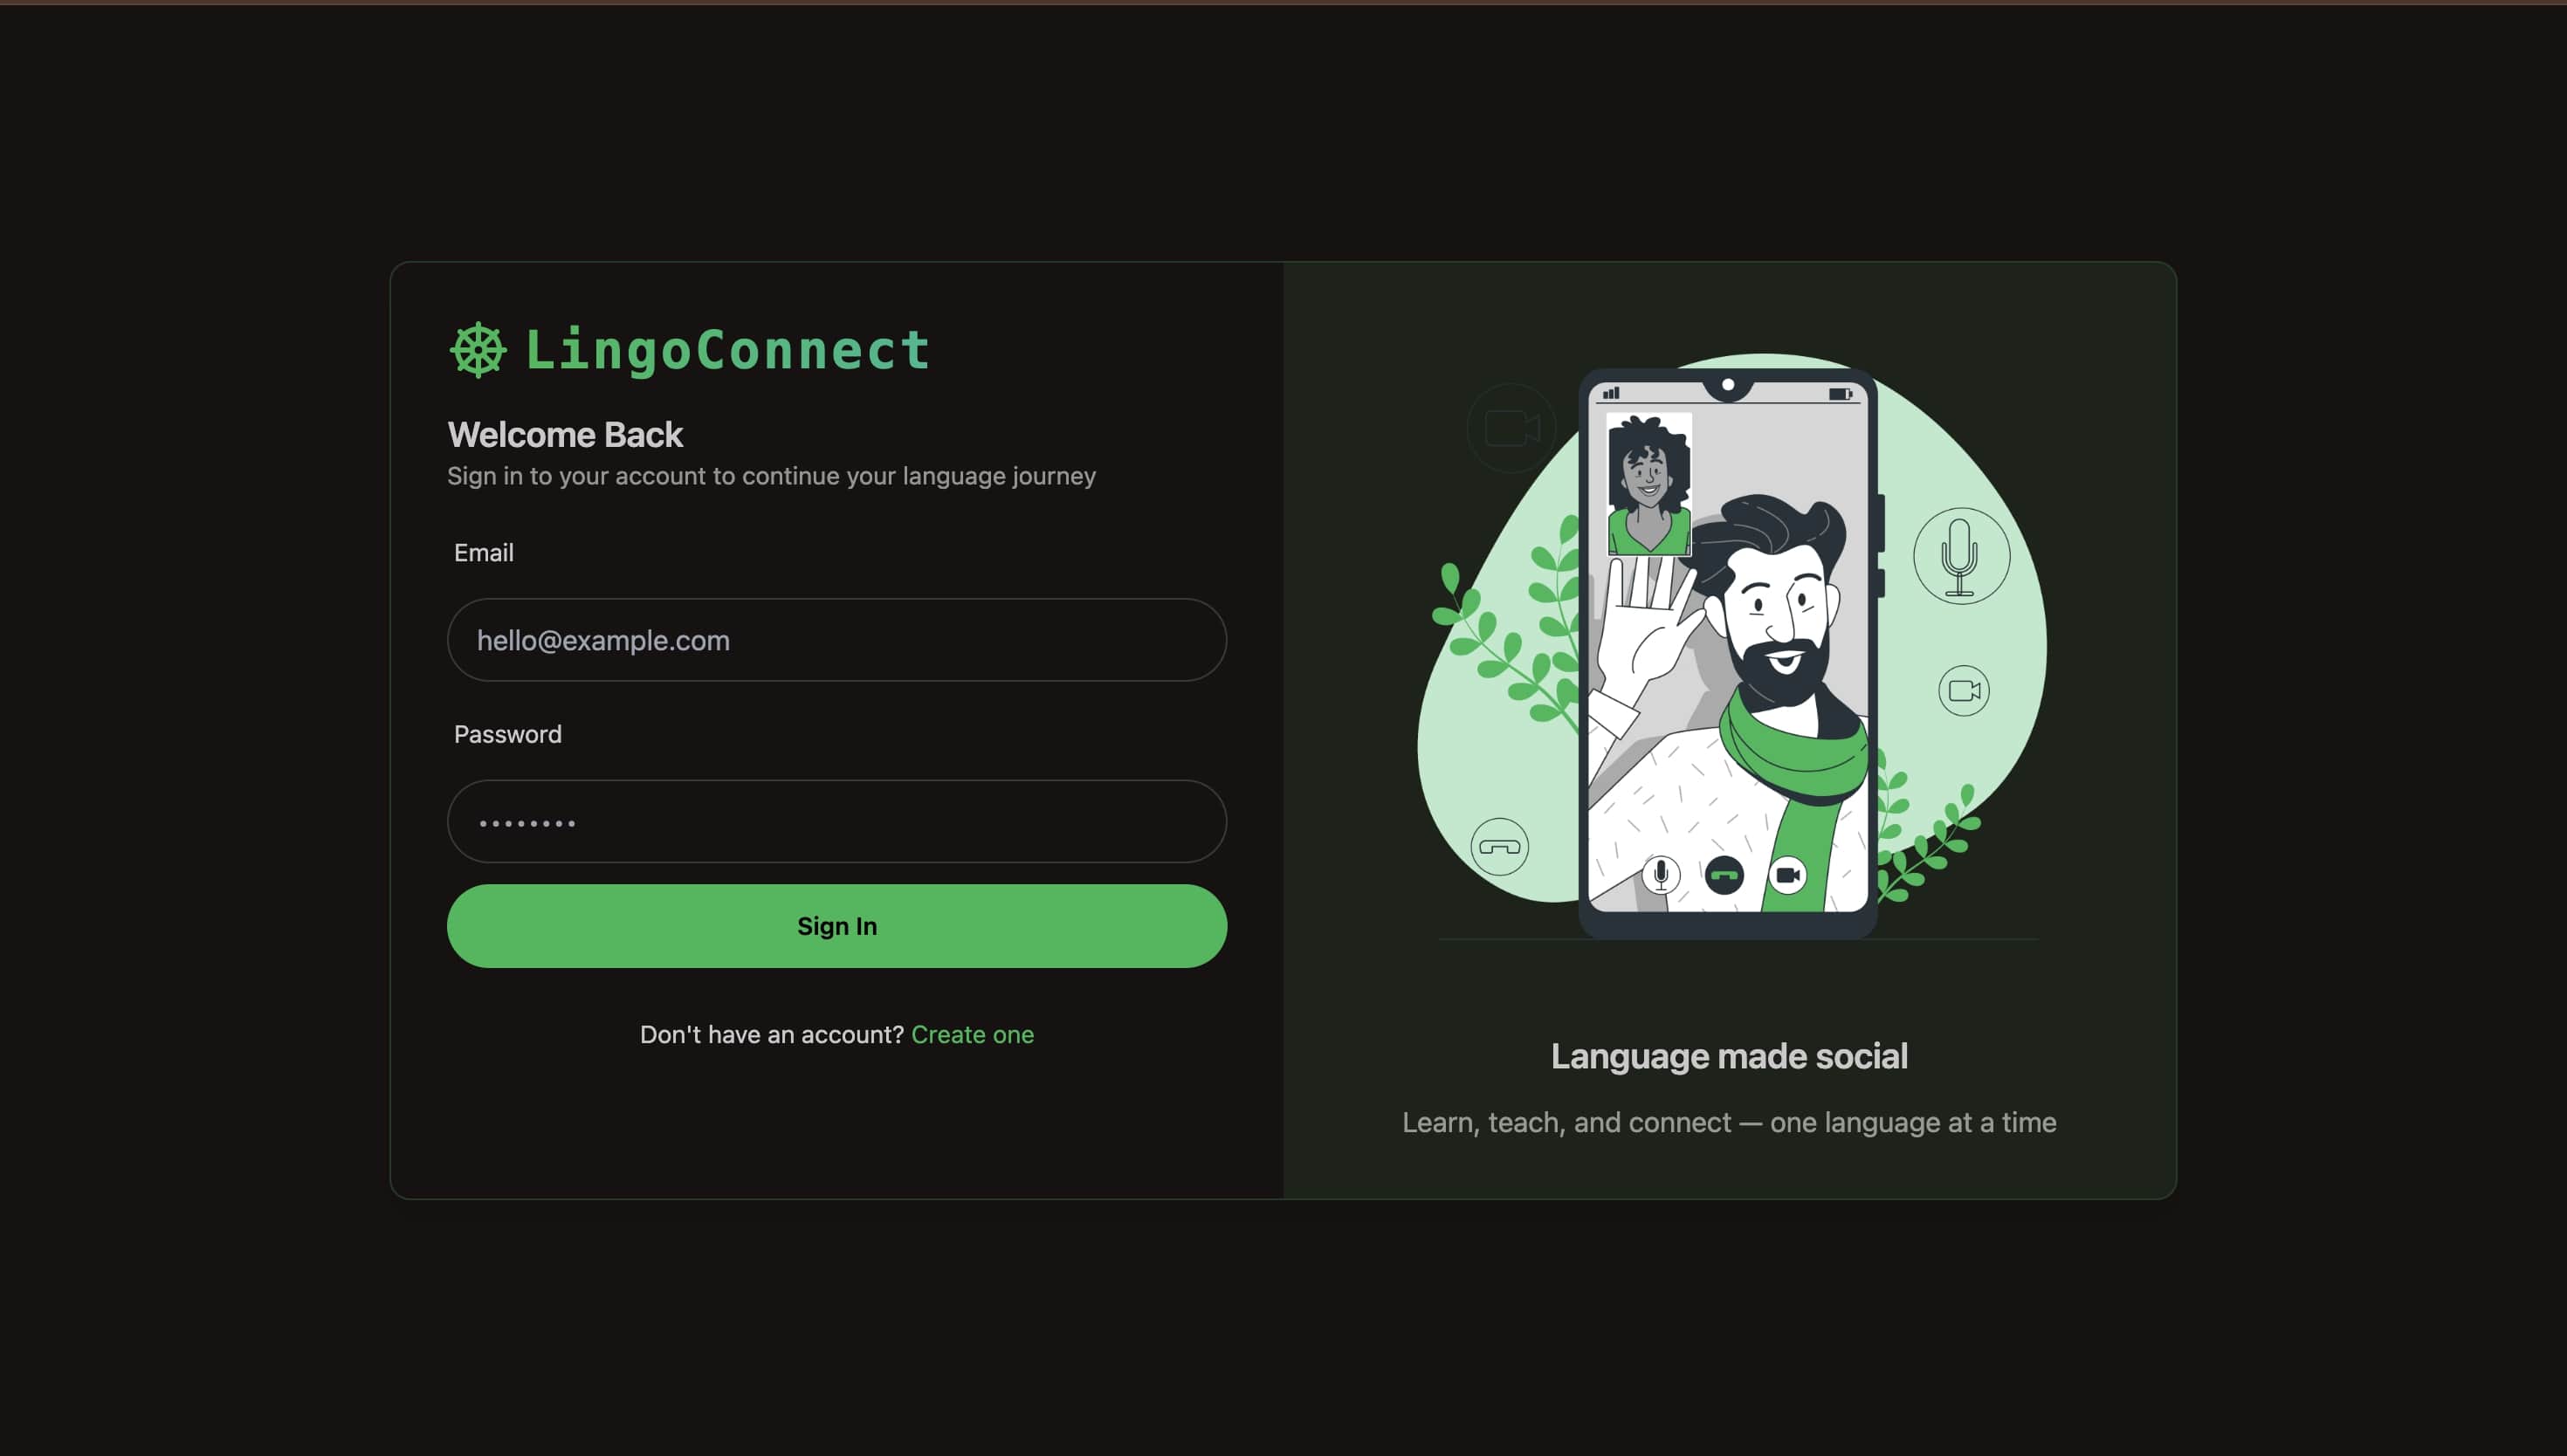 LingoConnect
Welcome Back
Sign in to your account to continue your language journey
Email
hello@example.com
Password
••••••••
Sign In
Don't have an account? Create one
Language made social
Learn, teach, and connect — one language at a time